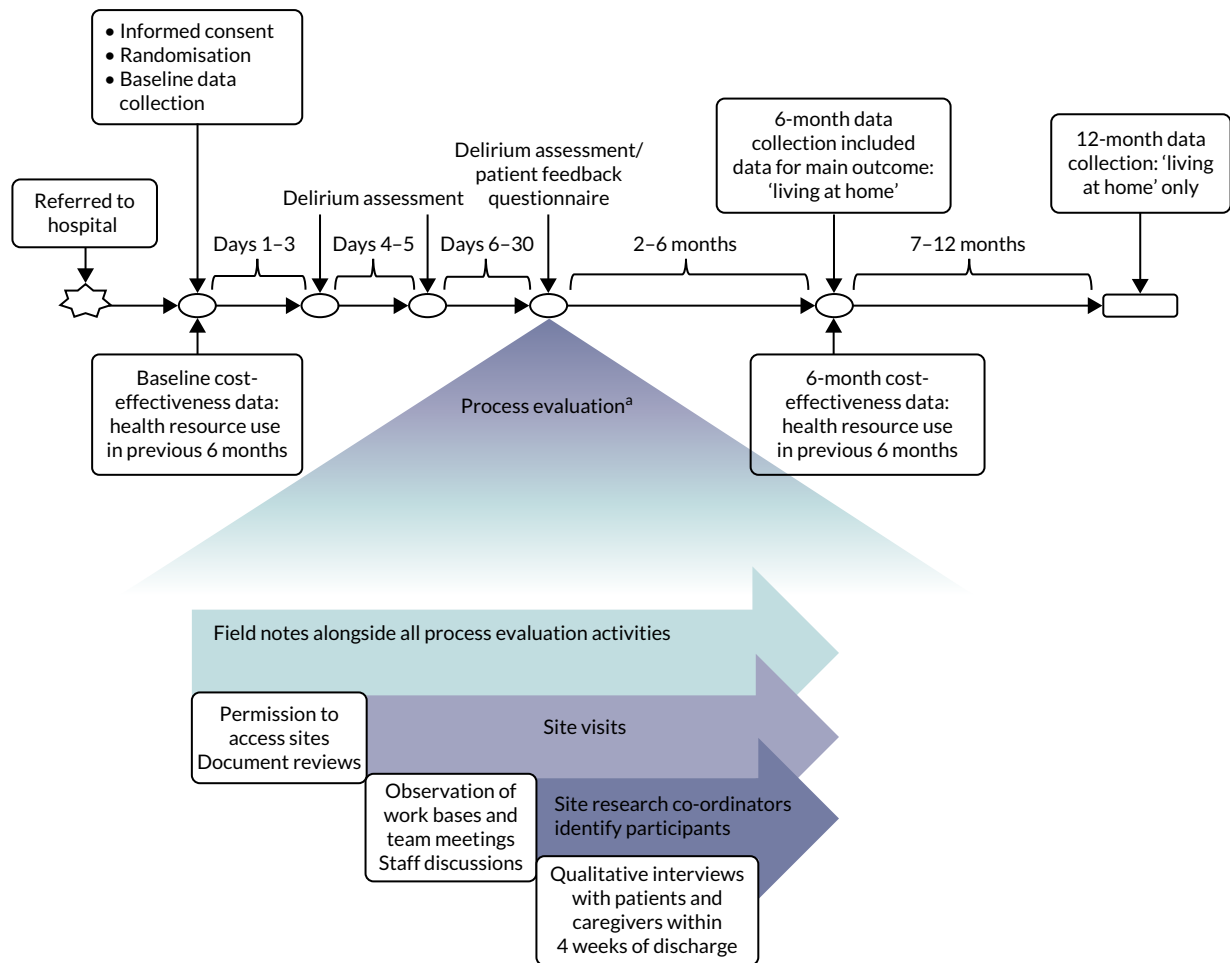 • Informed consent
• Randomisation
• Baseline data
collection
6-month data
collection included
data for main outcome:
‘living at home’
12-month data
collection: ‘living
at home’ only
Delirium assessment/
patient feedback
questionnaire
Referred to
hospital
Delirium assessment
Days 1–3
Days 4–5
Days 6–30
2–6 months
7–12 months
Baseline cost-
effectiveness data:
health resource use
in previous 6 months
Process evaluationa
6-month cost-
effectiveness data:
health resource use
in previous 6 months
Field notes alongside all process evaluation activities
Permission to
access sites
Document reviews
Site visits
Observation of
work bases and
team meetings
Staff discussions
Site research co-ordinators
identify participants
Qualitative interviews
with patients and
caregivers within
4 weeks of discharge